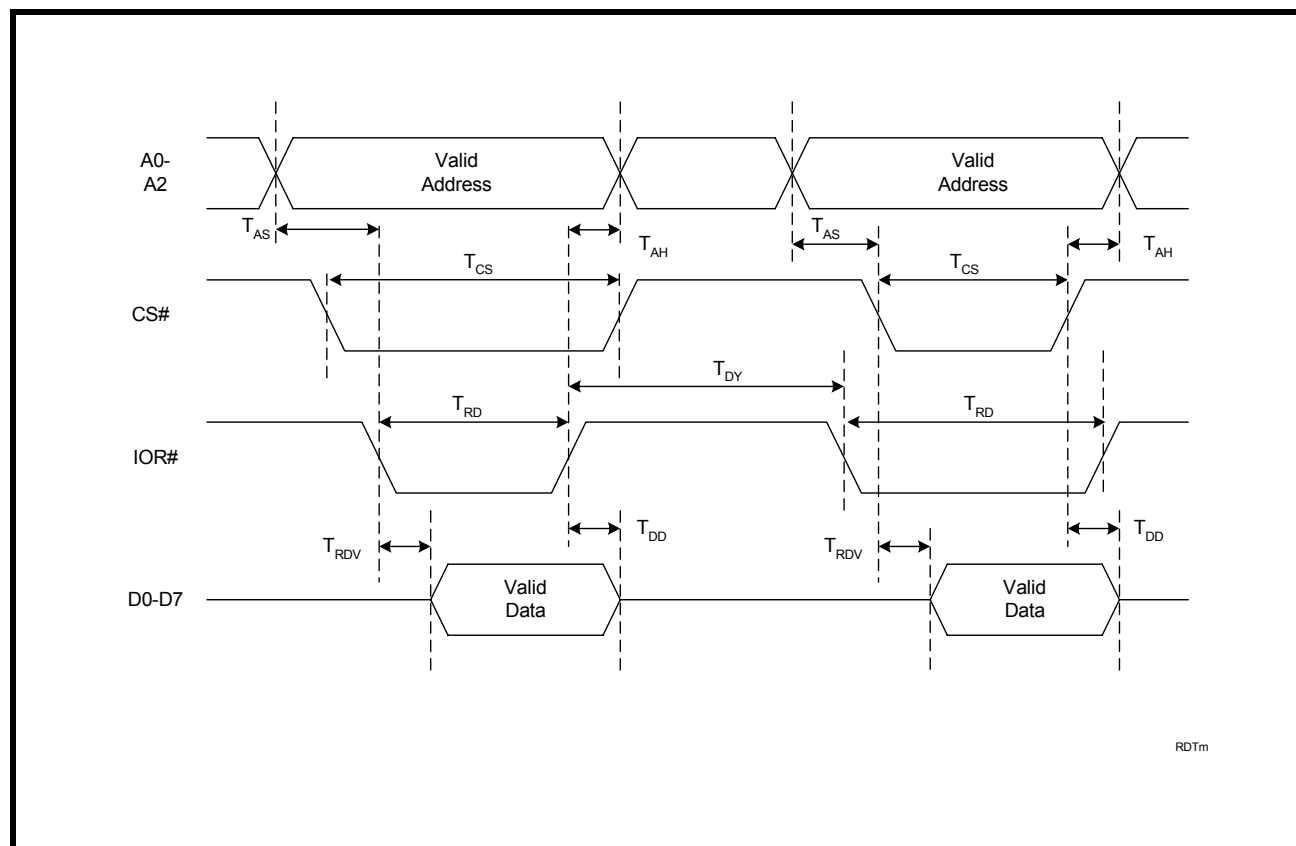 A0-
A2
Valid
Address
Valid
Address
TAS
TAH
TAS
TAH
TCS
TCS
CS#
TDY
TRD
TRD
IOR#
TRDV
TDD
TRDV
TDD
D0-D7
Valid
Data
Valid
Data
RDTm